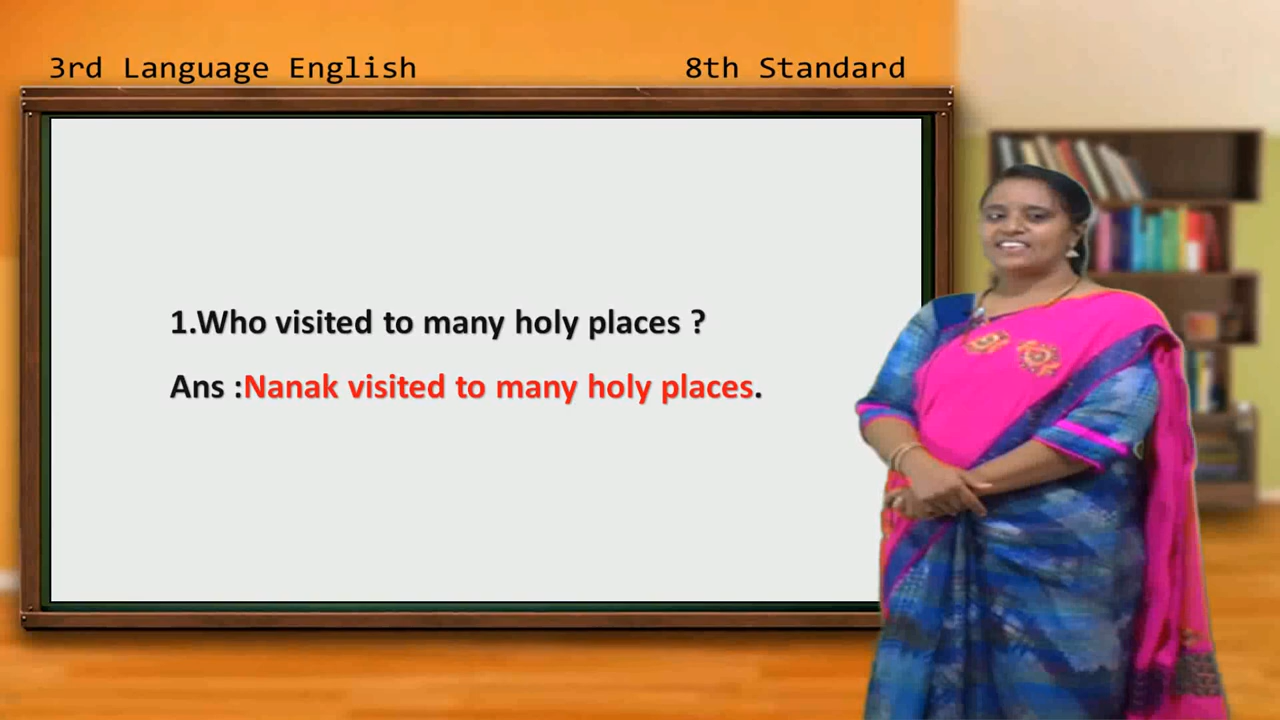 3rd Language English 8th Standard
1.Who visited to many holy places ?
Ans :Nanak visited to many holy places.